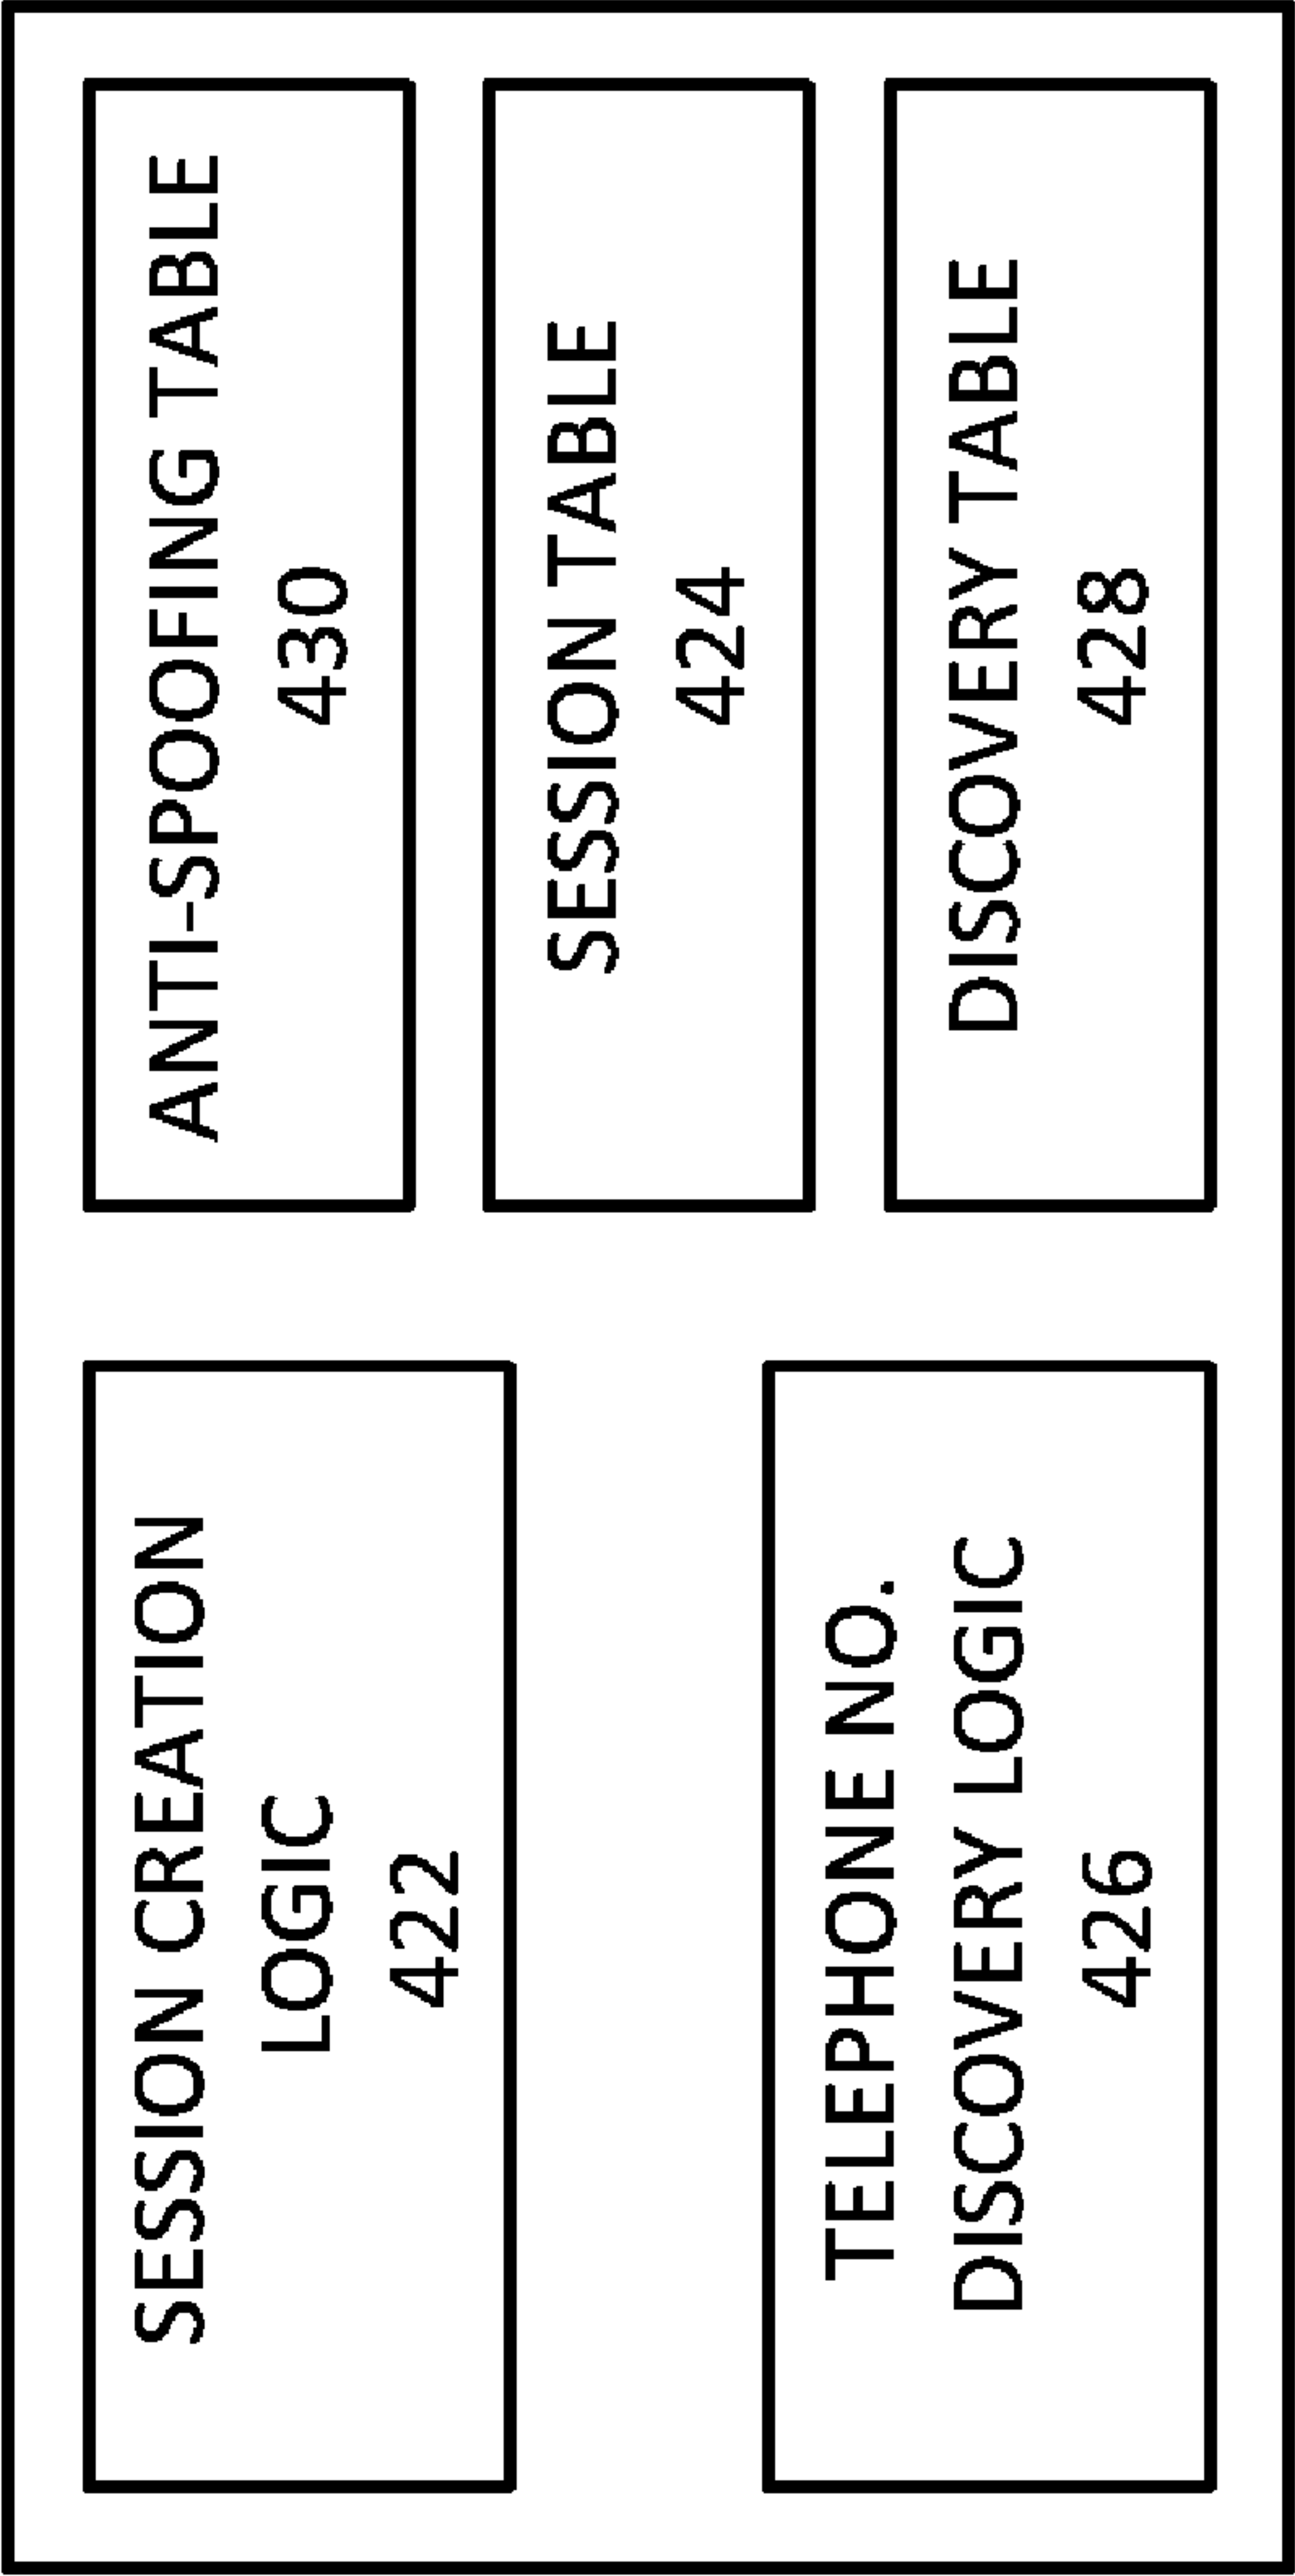 SESSION CREATION
LOGIC
422
TELEPHONE NO.
DISCOVERY LOGIC
426
ANTI-SPOOFING TABLE
430
SESSION TABLE
424
DISCOVERY TABLE
428